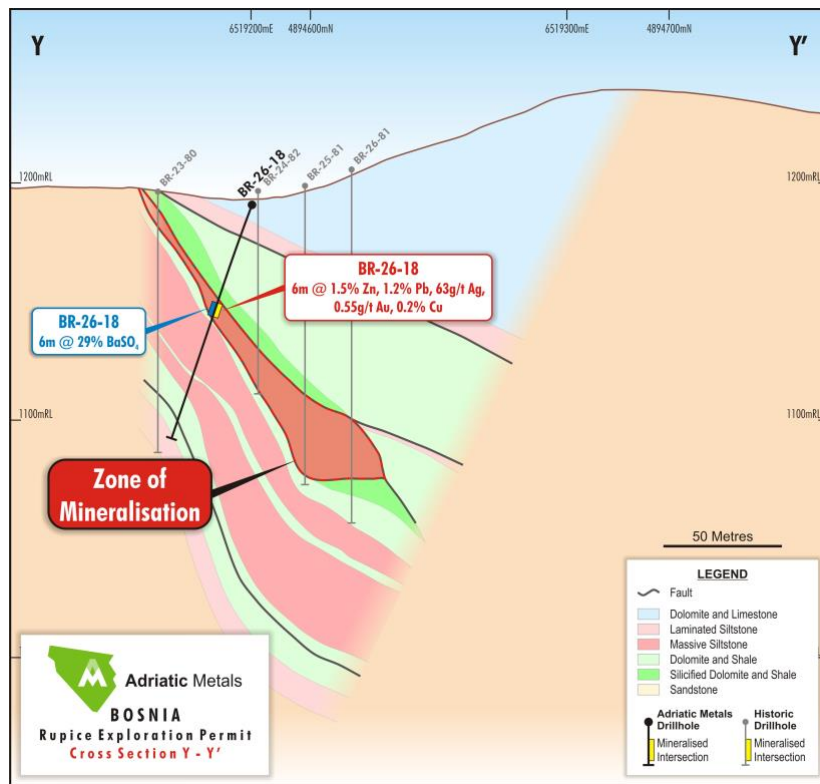 Y
6519200mE
4894600mN
6519300mE
4894700mN
Y'
BR-23-80
BR-26-18
BR-24-82
BR-25-81
BR-26-81
1200mRL
1200mRL
BR-26-18
6m @ 1.5% Zn, 1.2% Pb, 63g/t Ag,
0.55g/t Au, 0.2% Cu
BR-26-18
6m @ 29% BaSO₄
1100mRL
1100mRL
Zone of
Mineralisation
50 Metres
LEGEND
Fault
Dolomite and Limestone
Laminated Siltstone
Massive Siltstone
Dolomite and Shale
Silicified Dolomite and Shale
Sandstone
Adriatic Metals
Drillhole
Mineralised
Intersection
Historic
Drillhole
Mineralised
Intersection
Adriatic Metals
BOSNIA
Rupice Exploration Permit
Cross Section Y - Y'